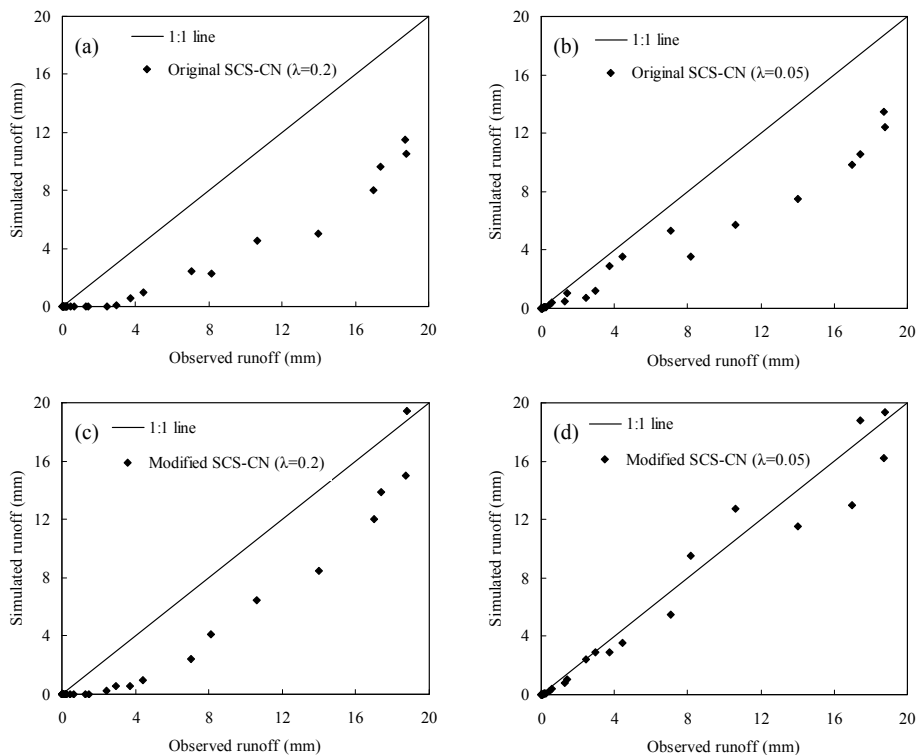 (a)
1:1 line
Original SCS-CN (λ=0.2)
Simulated runoff (mm)
20
16
12
8
4
0
0 4 8 12 16 20
Observed runoff (mm)
(b)
1:1 line
Original SCS-CN (λ=0.05)
Simulated runoff (mm)
20
16
12
8
4
0
0 4 8 12 16 20
Observed runoff (mm)
(c)
1:1 line
Modified SCS-CN (λ=0.2)
Simulated runoff (mm)
20
16
12
8
4
0
0 4 8 12 16 20
Observed runoff (mm)
(d)
1:1 line
Modified SCS-CN (λ=0.05)
Simulated runoff (mm)
20
16
12
8
4
0
0 4 8 12 16 20
Observed runoff (mm)